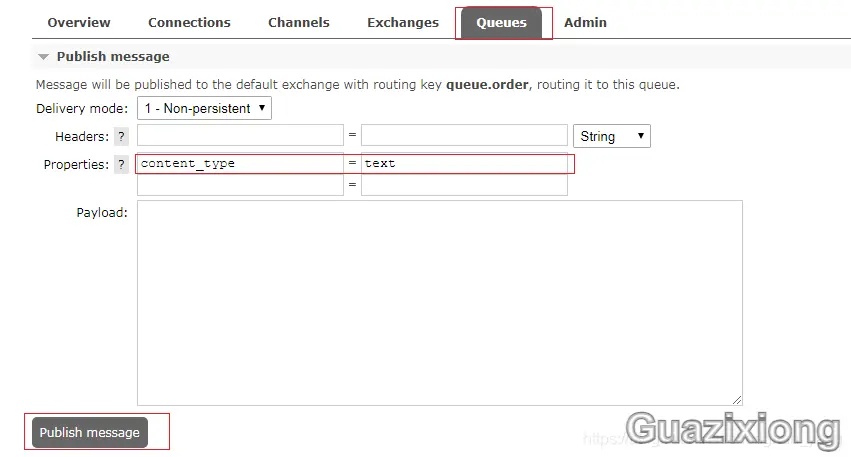 Overview Connections Channels Exchanges Queues Admin
Publish message
Message will be published to the default exchange with routing key queue.order, routing it to this queue.
Delivery mode: 1 - Non-persistent
Headers: ? = String
Properties: ? content_type = text
=
Payload:
Publish message
Guazixiong